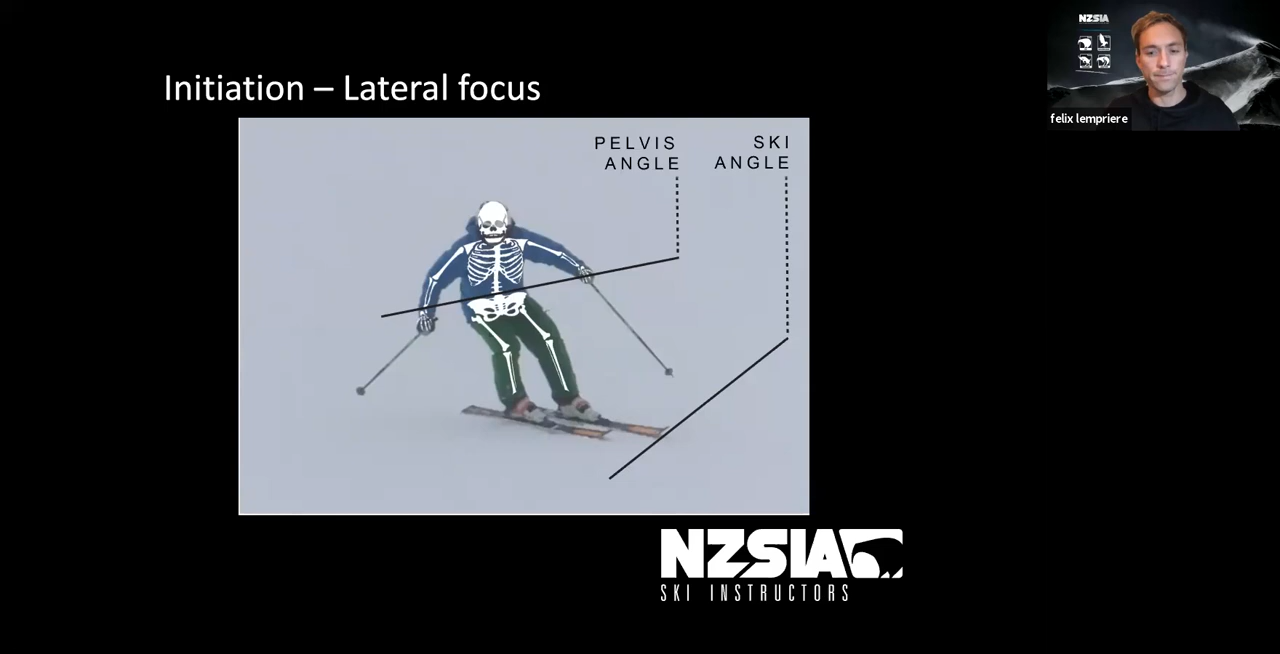 Initiation – Lateral focus
PELVIS
ANGLE
SKI
ANGLE
NZSIA
SKI INSTRUCTORS
NZSIA
felix lempriere